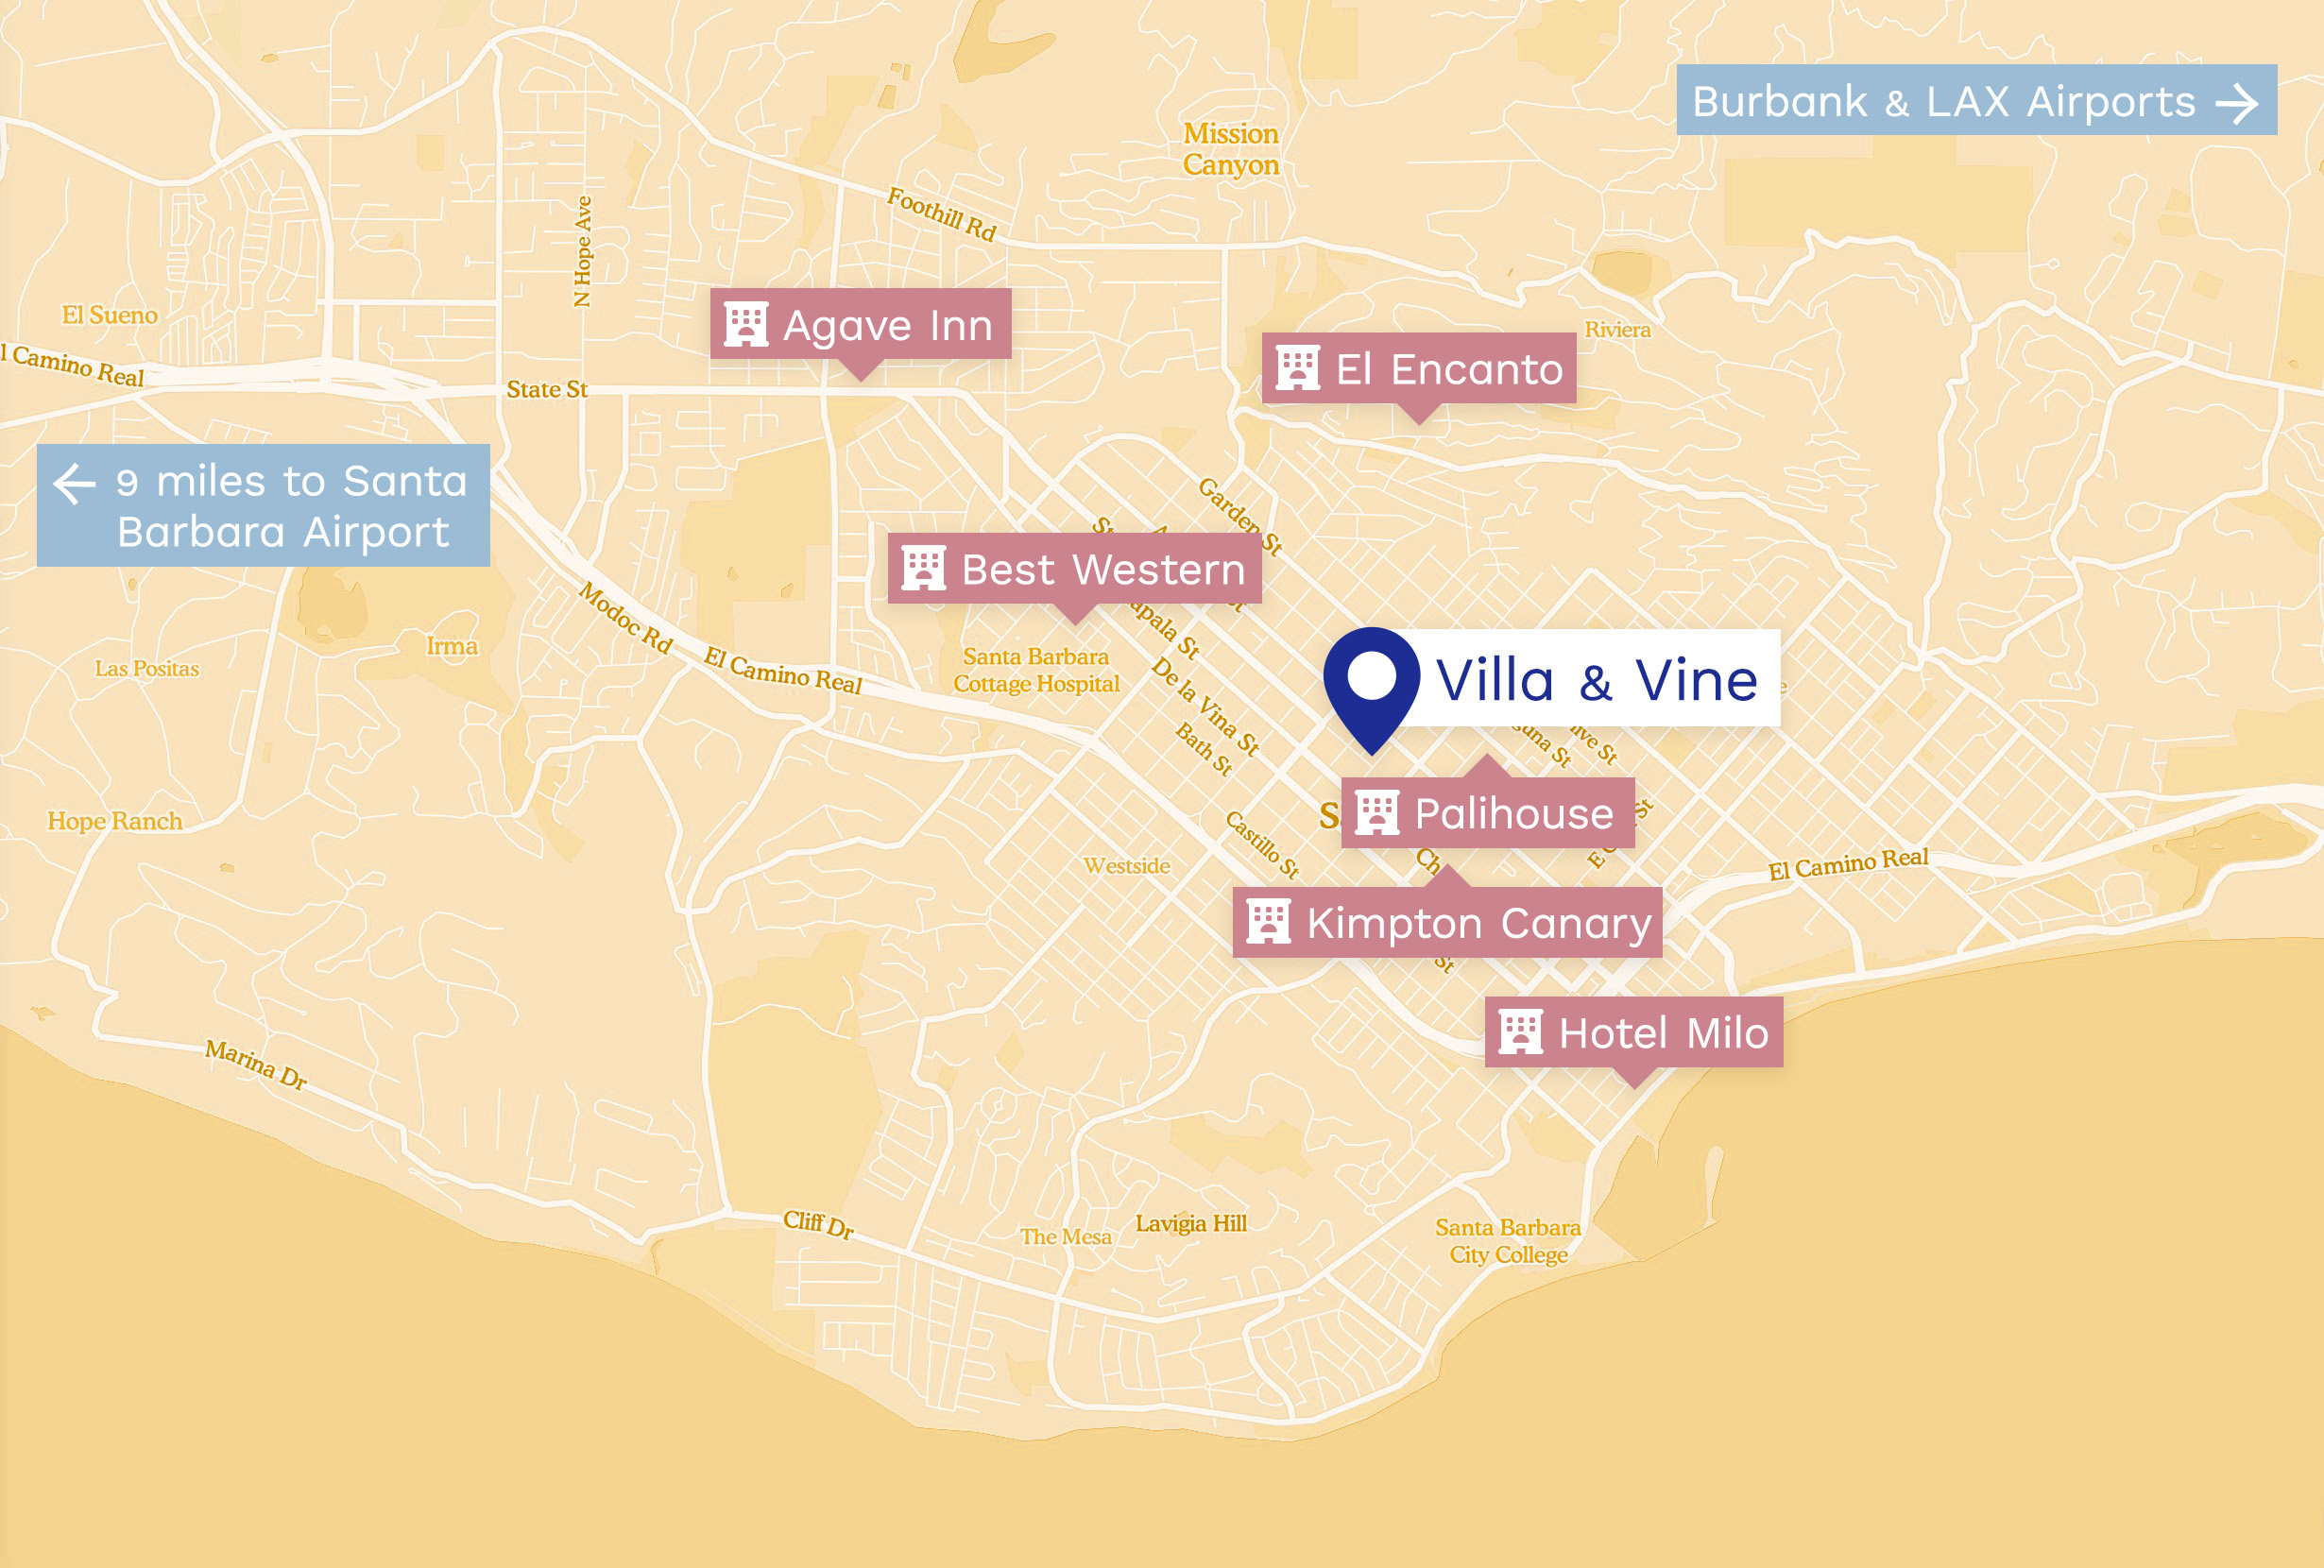 Burbank & LAX Airports
Mission
Canyon
Foothill Rd
N Hope Ave
El Sueno
Agave Inn
Riviera
El Encanto
l Camino Real
State St
9 miles to Santa
Barbara Airport
Garden St
Best Western
Modoc Rd
Irma
Las Positas
El Camino Real
Santa Barbara
Cottage Hospital
apala St
De la Vina St
Bath St
Villa & Vine
Hope Ranch
Castillo St
Palihouse
Westside
El Camino Real
Kimpton Canary
Hotel Milo
Marina Dr
Cliff Dr
The Mesa
Lavigia Hill
Santa Barbara
City College